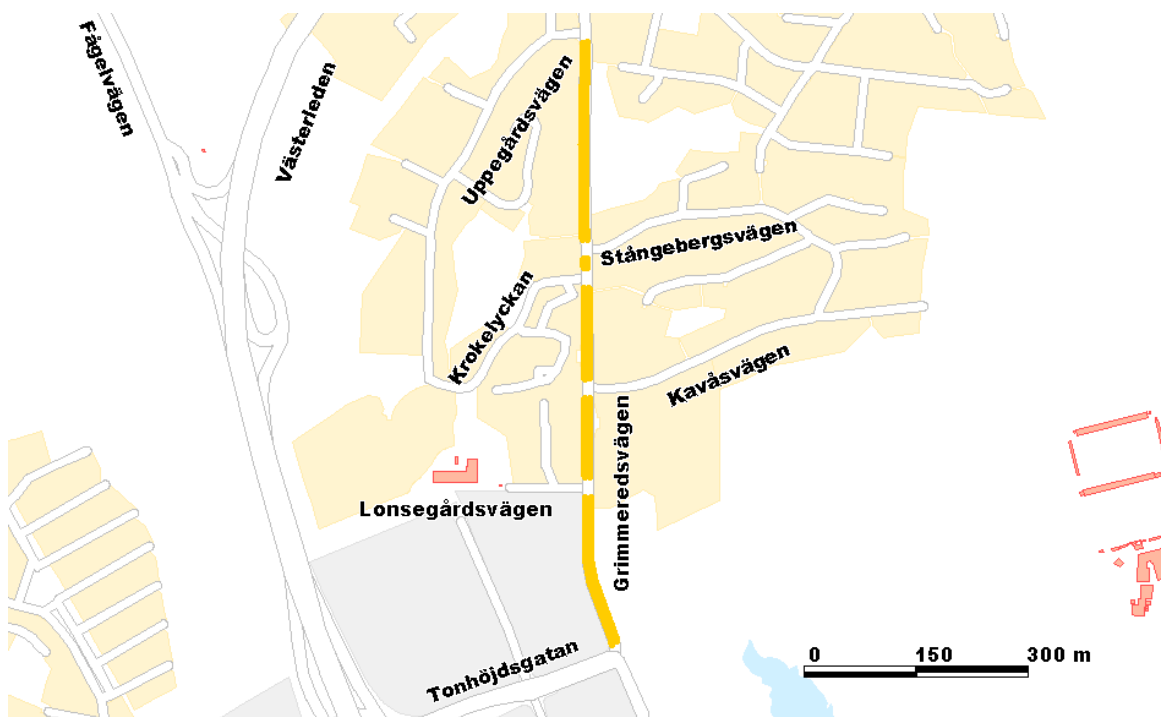 Fågelvägen
Västerleden
Uppegårdsvägen
Stångebergsvägen
Krokelyckan
Kavåsvägen
Grimmeredsvägen
Lonsegårdsvägen
Tonhöjdsgatan
0 150 300 m